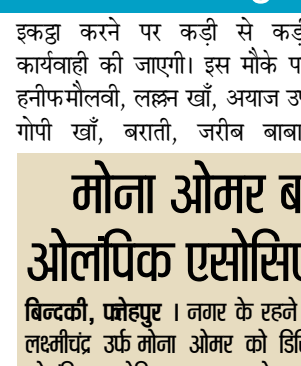 इकट्ठा करने पर कड़ी से कड़ी
कार्यवाही की जाएगी। इस मौके
हनीफमौलवी, लल्लन खाँ, अयाज
गोपी खाँ, बराती, जरीब बाबा
मोना ओमर
ओलंपिक
बिन्दकी, फतेहपुर । नगर के रहने
लक्ष्मीचंद्र उर्फ मोना ओमर को